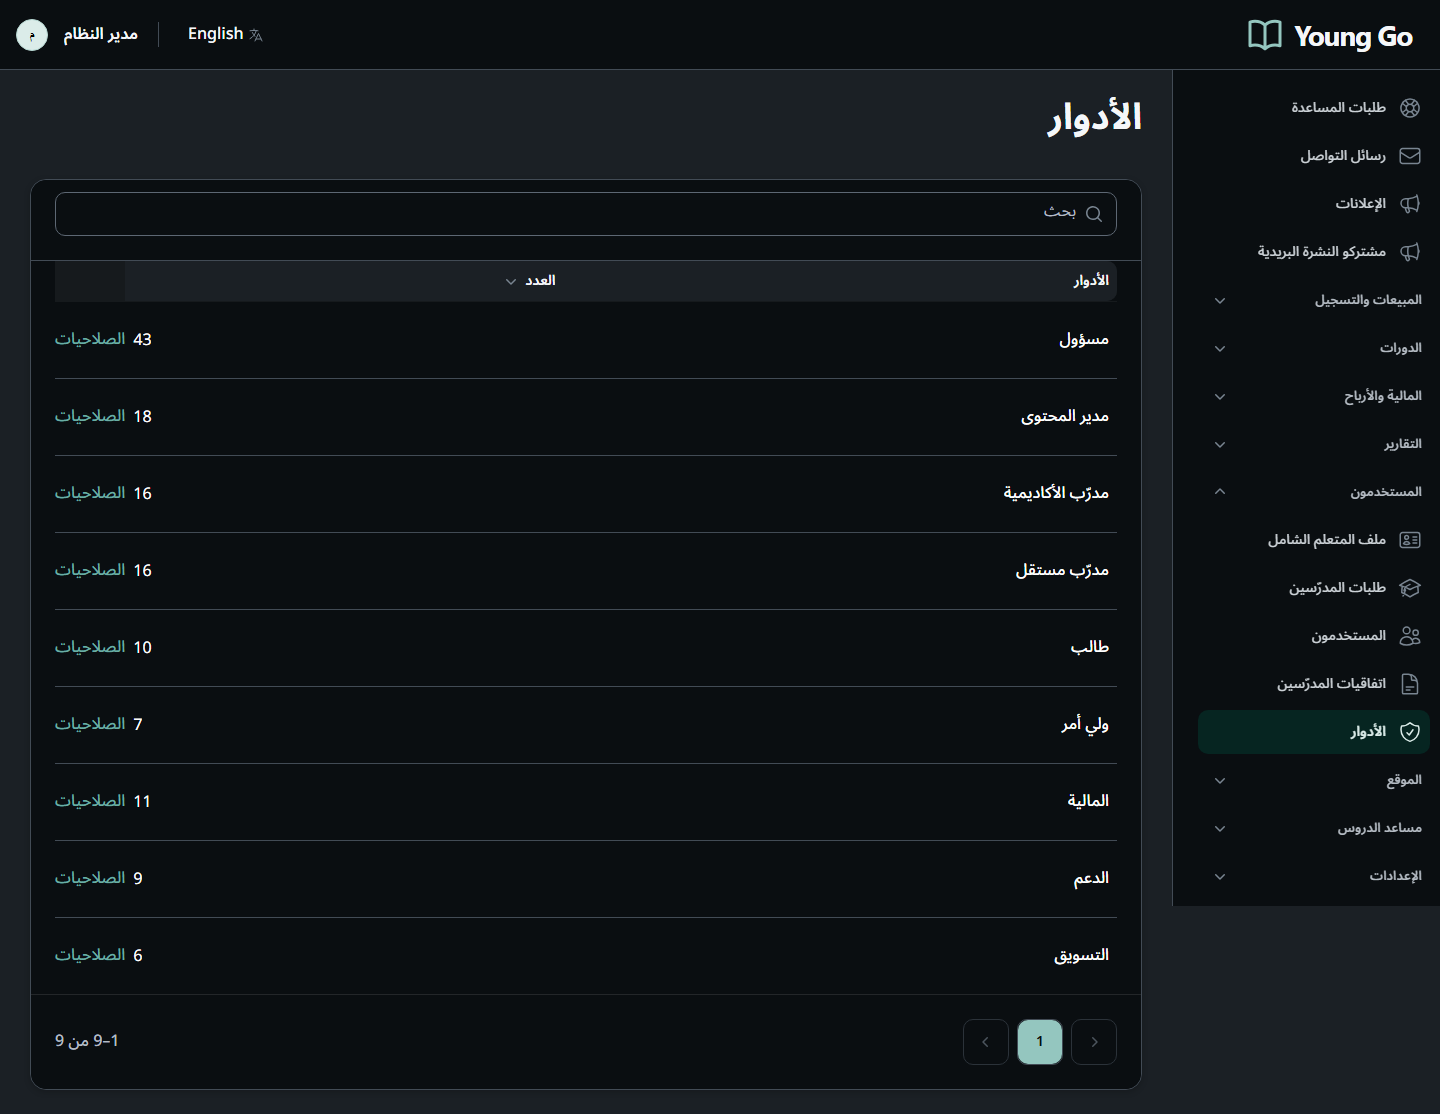 Young Go
English
مدير النظام
م
طلبات المساعدة
رسائل التواصل
الإعلانات
مشتركو النشرة البريدية
المبيعات والتسجيل
الدورات
المالية والأرباح
التقارير
المستخدمون
ملف المتعلم الشامل
طلبات المدرّسين
المستخدمون
اتفاقيات المدرّسين
الأدوار
الموقع
مساعد الدروس
الإعدادات
الأدوار
بحث
الأدوار العدد
مسؤول 43 الصلاحيات
مدير المحتوى 18 الصلاحيات
مدرّب الأكاديمية 16 الصلاحيات
مدرّب مستقل 16 الصلاحيات
طالب 10 الصلاحيات
ولي أمر 7 الصلاحيات
المالية 11 الصلاحيات
الدعم 9 الصلاحيات
التسويق 6 الصلاحيات
1
1–9 من 9